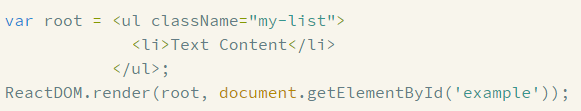 var root = <ul className="my-list">
             <li>Text Content</li>
           </ul>;
ReactDOM.render(root, document.getElementById('example'));